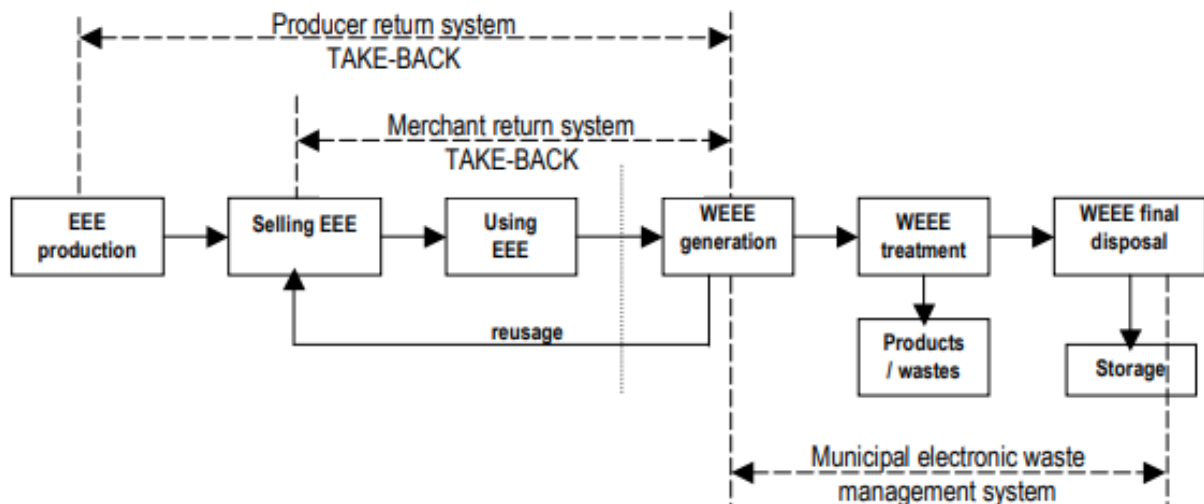 Producer return system
TAKE-BACK
Merchant return system
TAKE-BACK
EEE
production
Selling EEE
Using
EEE
WEEE
generation
WEEE
treatment
WEEE final
disposal
reusage
Products
/ wastes
Storage
Municipal electronic waste
management system